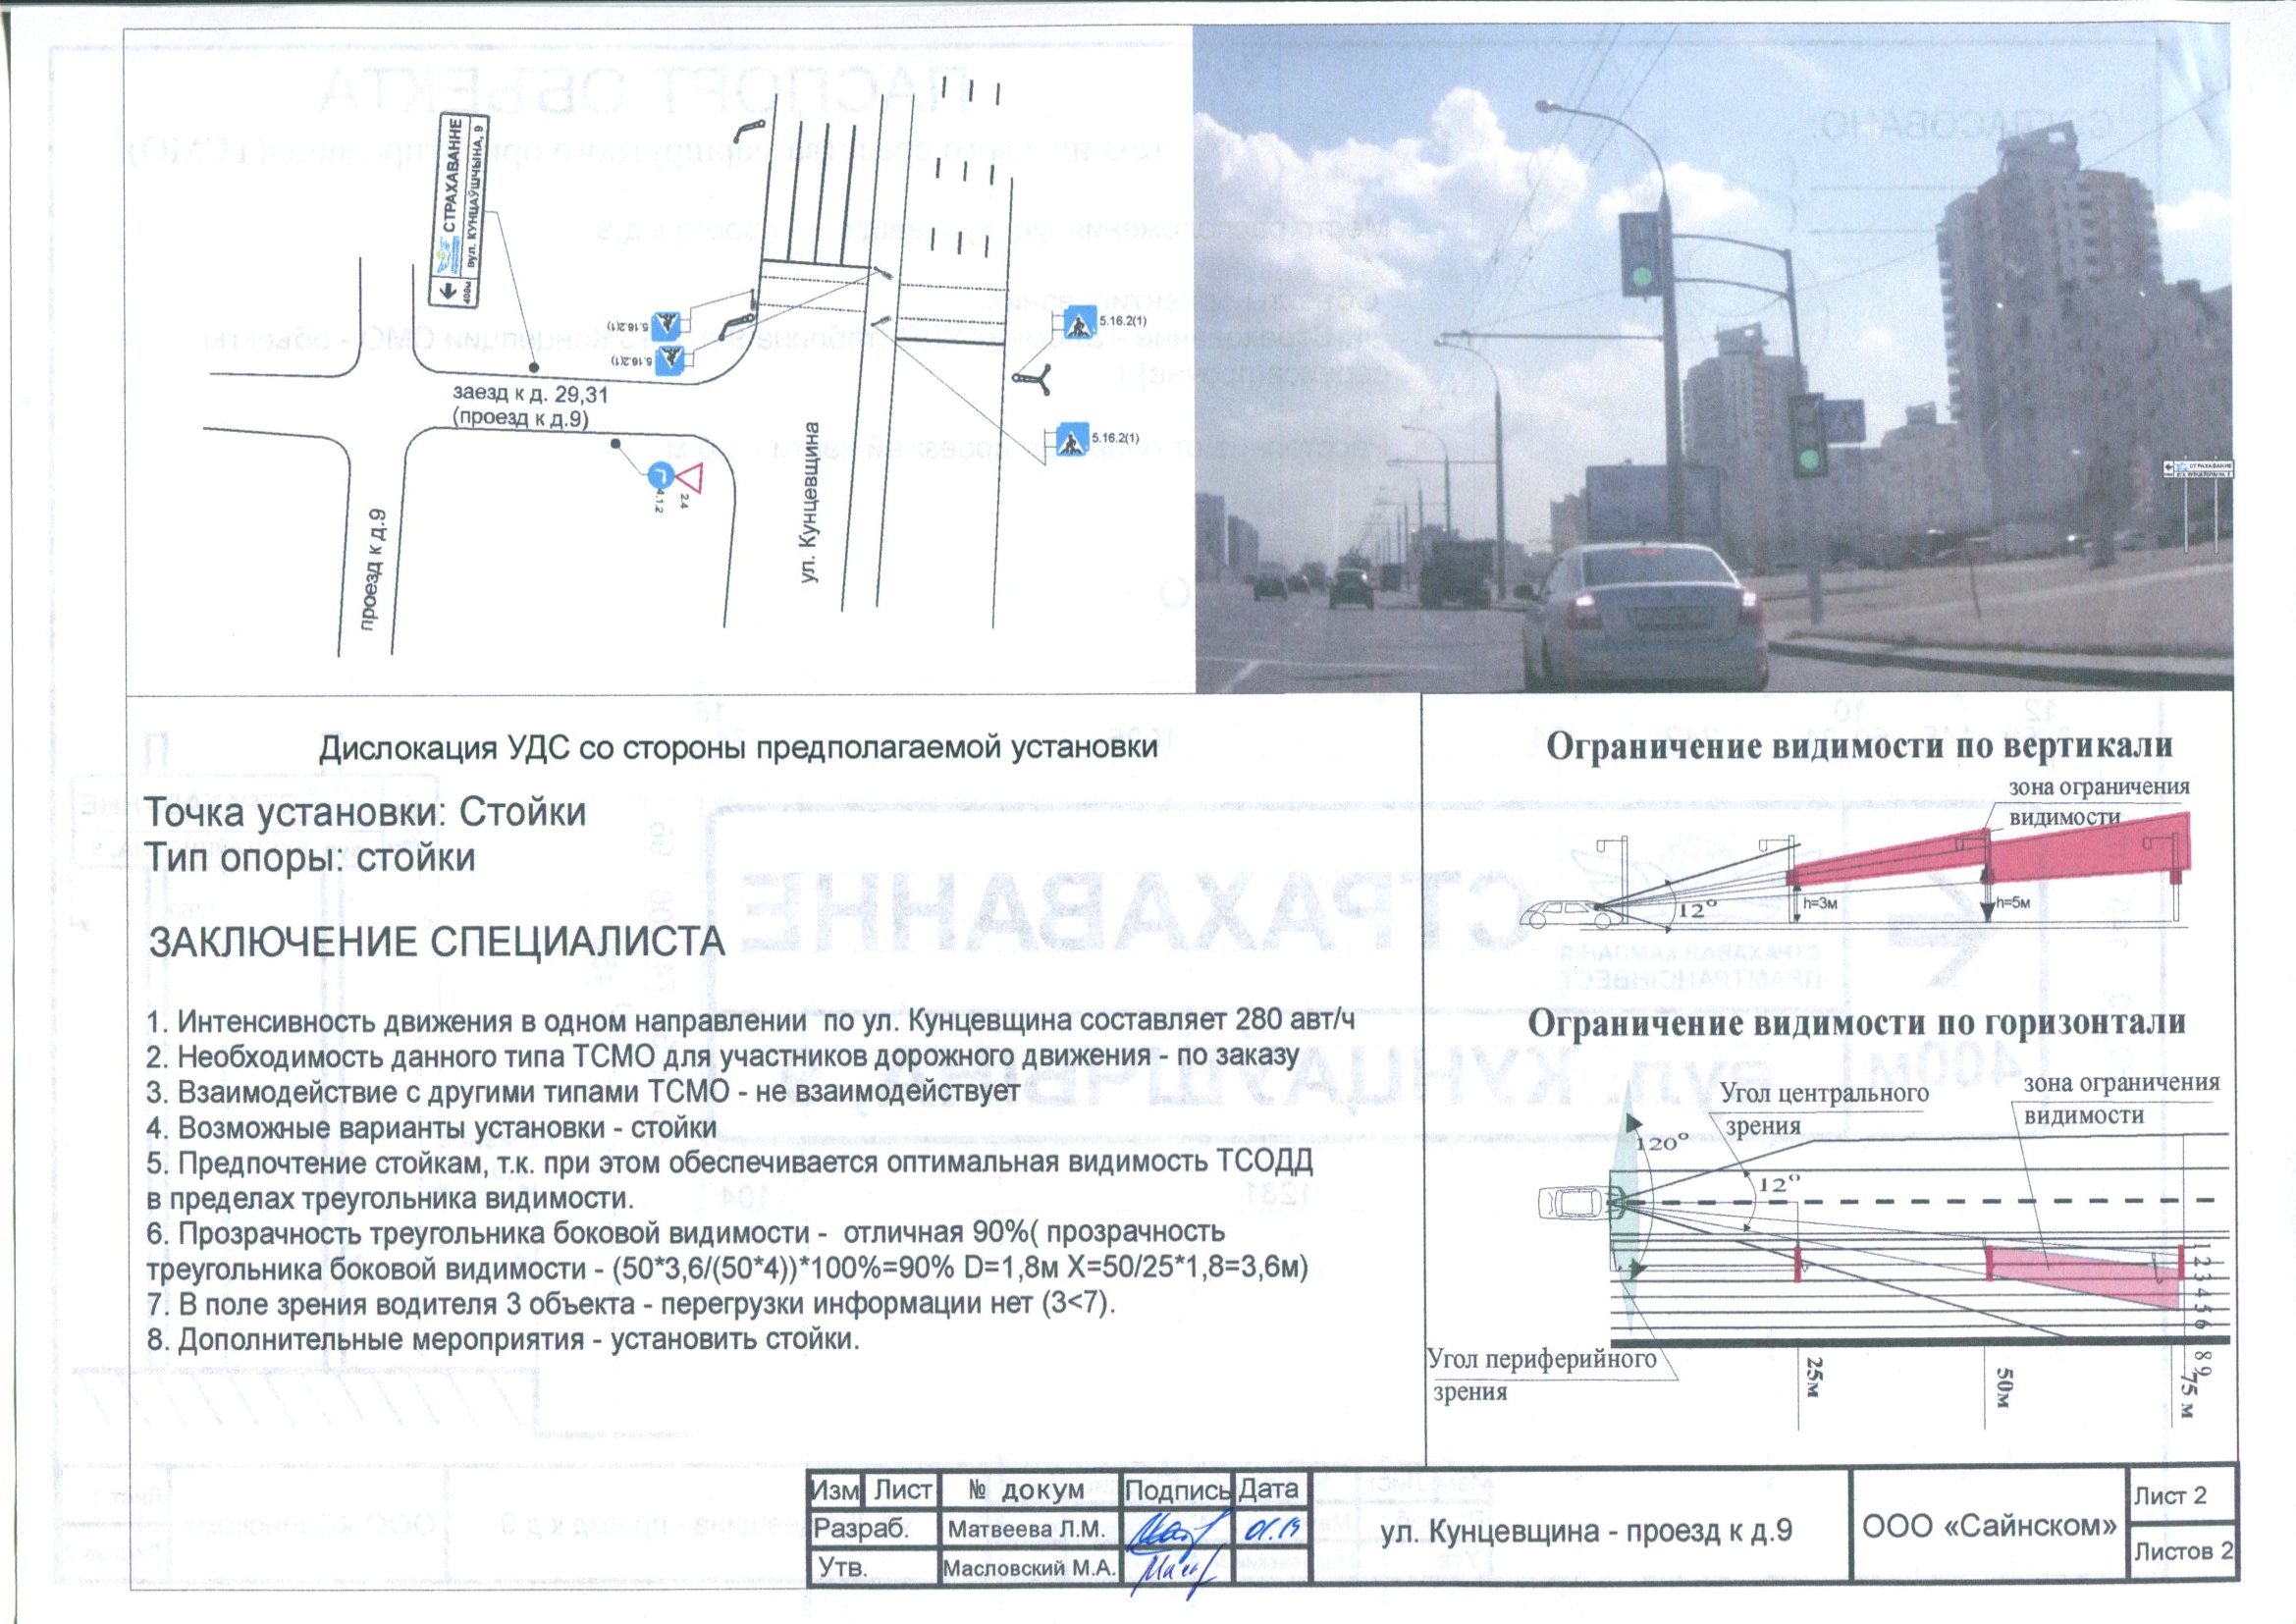 СТРАХАВАННЕ
400м
вул. КУНЦАЎШЧЫНА, 9
5.16.2(1)
5.16.2(1)
5.16.2(1)
5.16.2(1)
заезд к д. 29,31
(проезд к д.9)
4.1.2
2.4
ул. Кунцевщина
проезд к д.9
СТРАХАВАННЕ
Дислокация УДС со стороны предполагаемой установки
Точка установки: Стойки
Тип опоры: стойки
ЗАКЛЮЧЕНИЕ СПЕЦИАЛИСТА
1. Интенсивность движения в одном направлении по ул. Кунцевщина составляет 280 авт/ч
2. Необходимость данного типа ТСМО для участников дорожного движения - по заказу
3. Взаимодействие с другими типами ТСМО - не взаимодействует
4. Возможные варианты установки - стойки
5. Предпочтение стойкам, т.к. при этом обеспечивается оптимальная видимость ТСОДД
в пределах треугольника видимости.
6. Прозрачность треугольника боковой видимости - отличная 90%( прозрачность
треугольника боковой видимости - (50*3,6/(50*4))*100%=90% D=1,8м X=50/25*1,8=3,6м)
7. В поле зрения водителя 3 объекта - перегрузки информации нет (3<7).
8. Дополнительные мероприятия - установить стойки.
Ограничение видимости по вертикали
зона ограничения
видимости
12°
h=3м
h=5м
Ограничение видимости по горизонтали
Угол центрального
зрения
зона ограничения
видимости
120°
12°
1 2 3 4 5 6
8 9
Угол периферийного
зрения
25м
50м
75 м
Изм Лист № докум Подпись Дата
Разраб. Матвеева Л.М. 01.19
Утв. Масловский М.А.
ул. Кунцевщина - проезд к д.9
ООО «Сайнском»
Лист 2
Листов 2